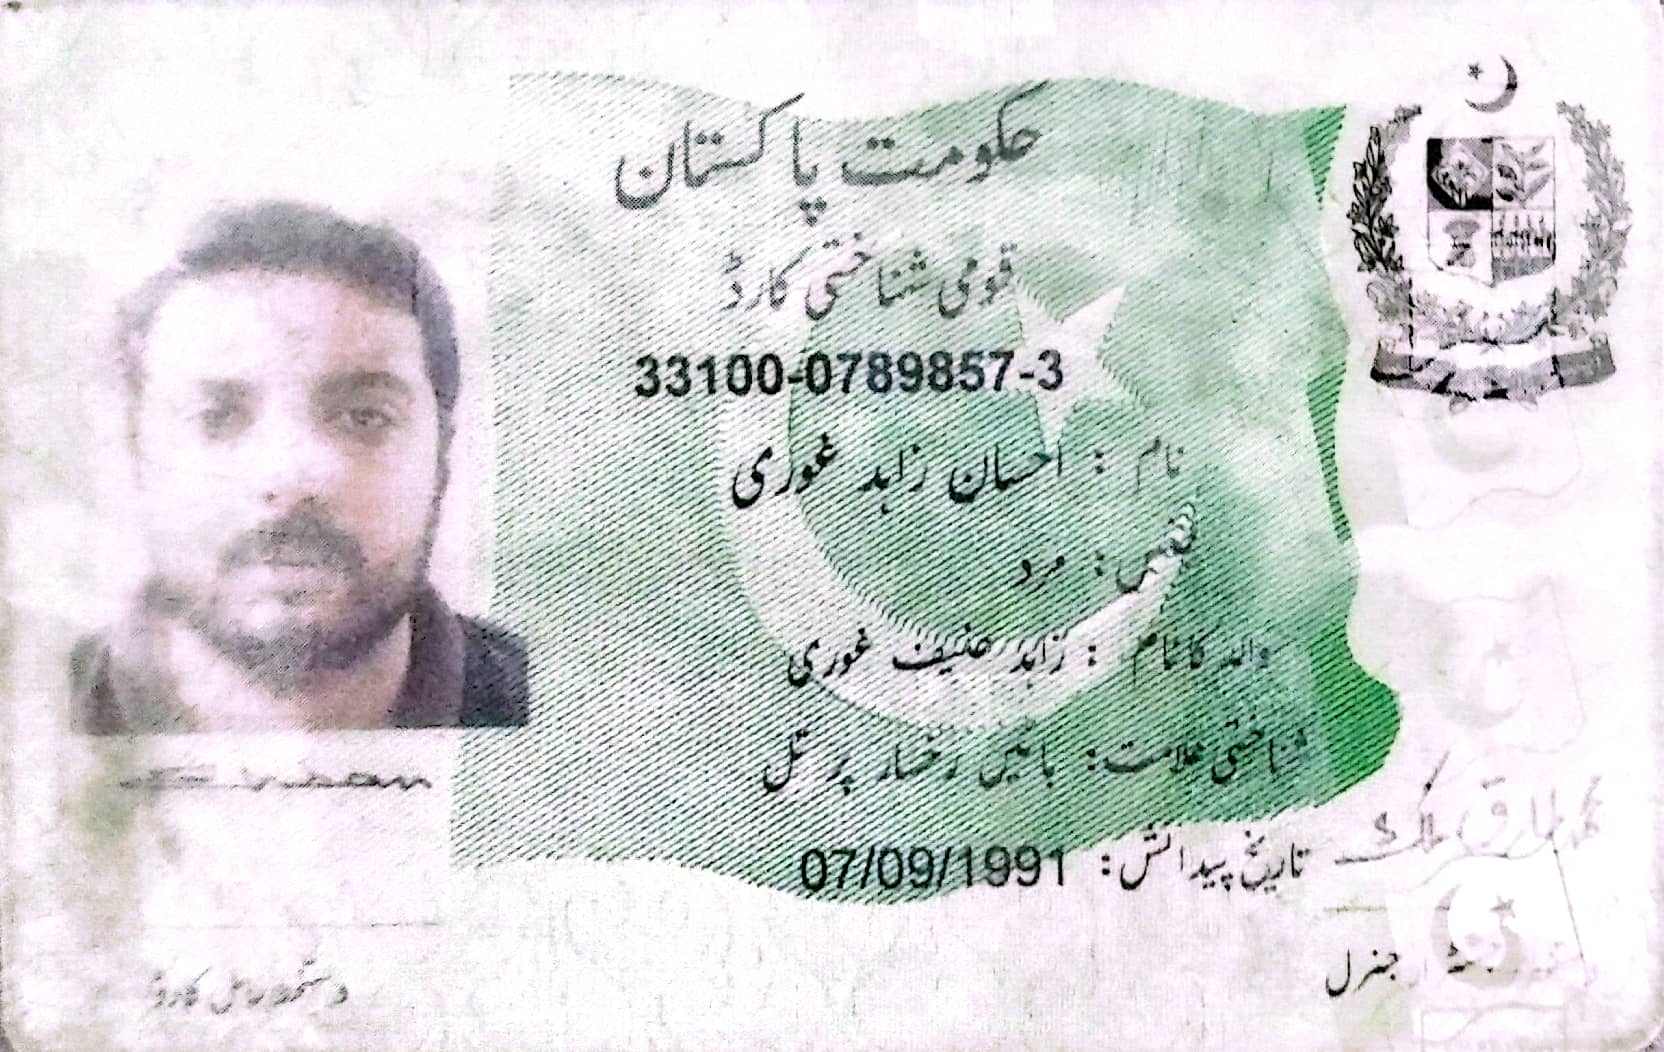 حکومت پاکستان
قومی شناختی کارڈ
33100-0789857-3
نام : احسان زاہد غوری
جنس : مرد
والد کا نام : زاہد حنیف غوری
شناختی علامت: بائیں رخسار پر تل
تاریخ پیدائش: 07/09/1991
جنرل
دستخط حامل کارڈ